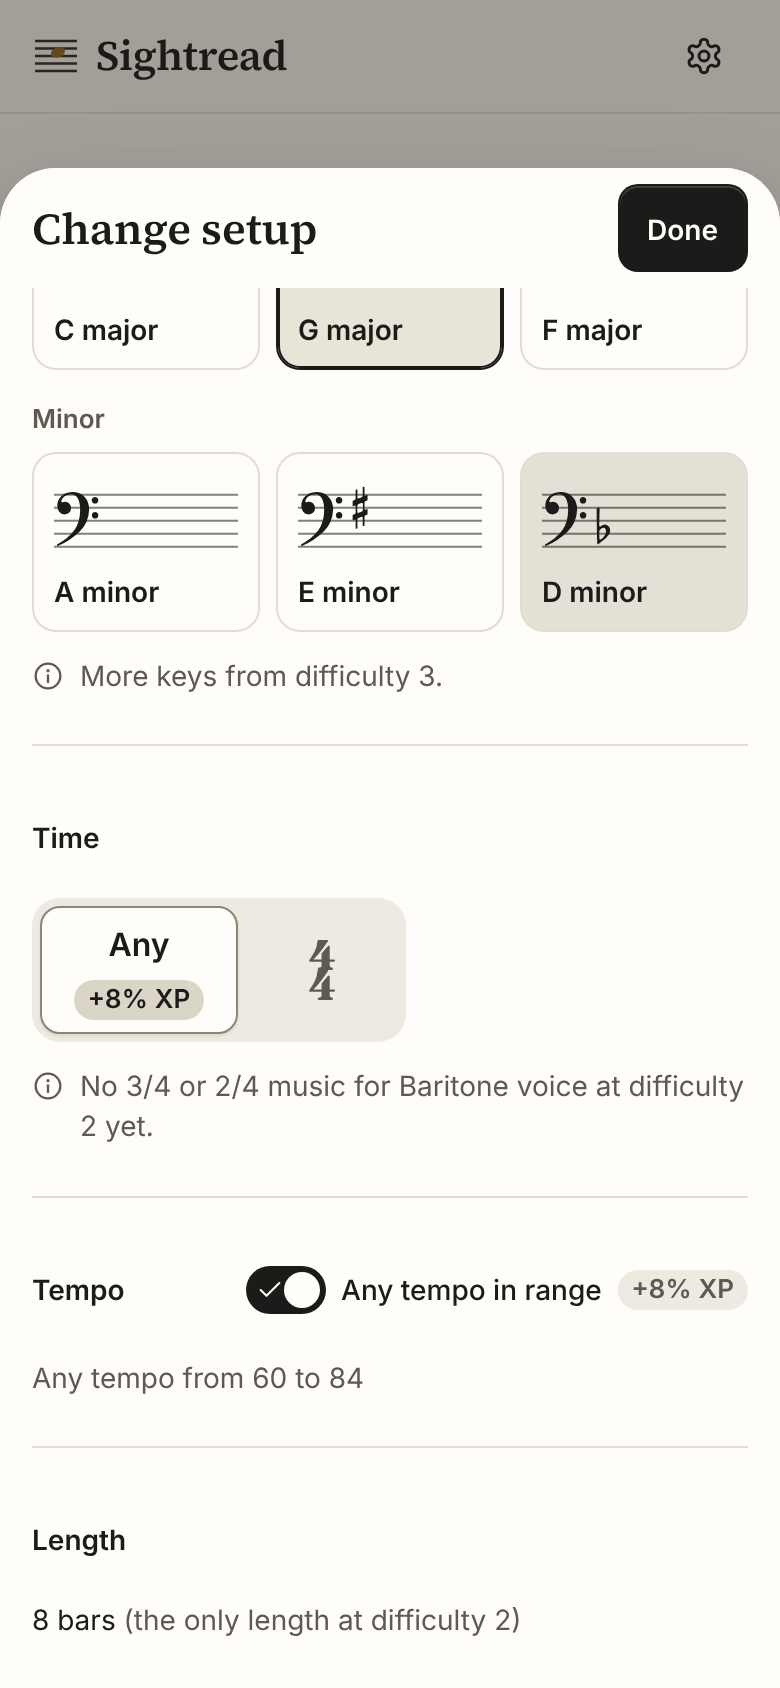 Sightread
Change setup
Done
C major
G major
F major
Minor
A minor
E minor
D minor
More keys from difficulty 3.
Time
Any
+8% XP
4
4
No 3/4 or 2/4 music for Baritone voice at difficulty
2 yet.
Tempo
Any tempo in range
+8% XP
Any tempo from 60 to 84
Length
8 bars (the only length at difficulty 2)